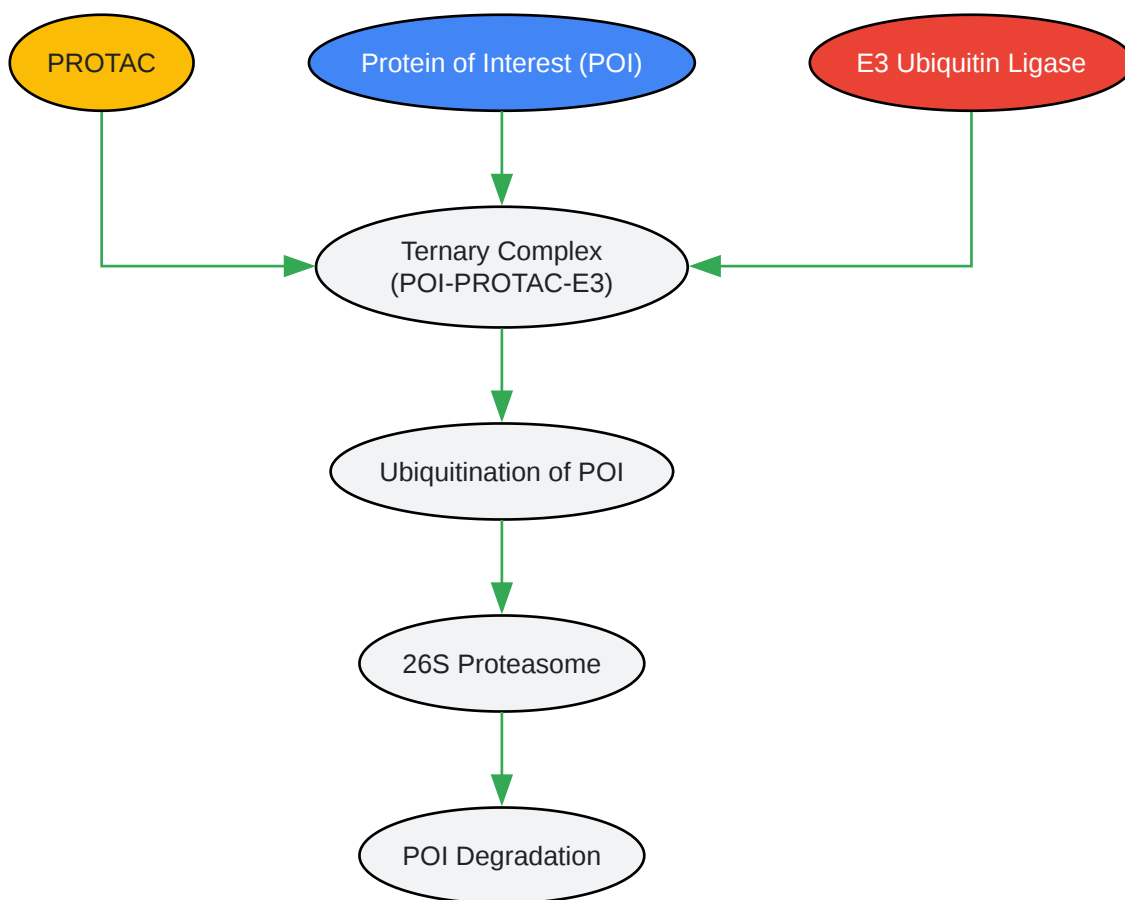 PROTAC
Protein of Interest (POI)
E3 Ubiquitin Ligase
Ternary Complex
(POI-PROTAC-E3)
Ubiquitination of POI
26S Proteasome
POI Degradation